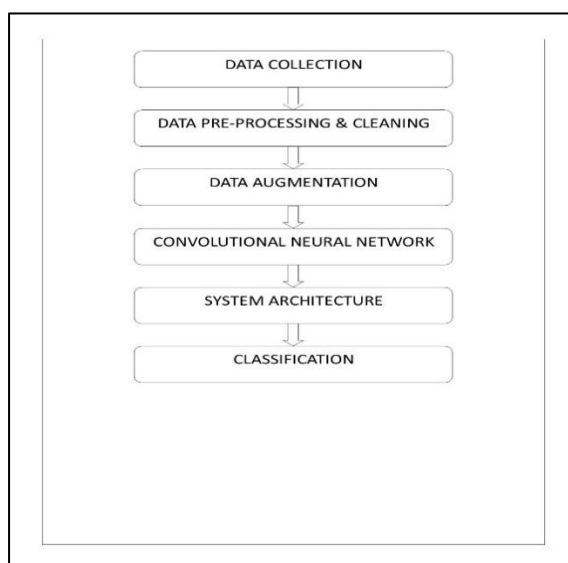 DATA COLLECTION
DATA PRE-PROCESSING & CLEANING
DATA AUGMENTATION
CONVOLUTIONAL NEURAL NETWORK
SYSTEM ARCHITECTURE
CLASSIFICATION